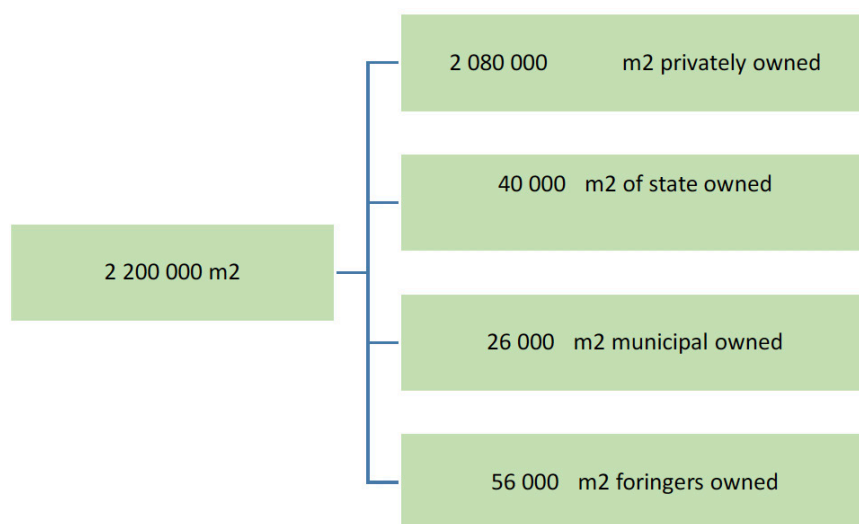 2 080 000 m2 privately owned
40 000 m2 of state owned
2 200 000 m2
26 000 m2 municipal owned
56 000 m2 foringers owned